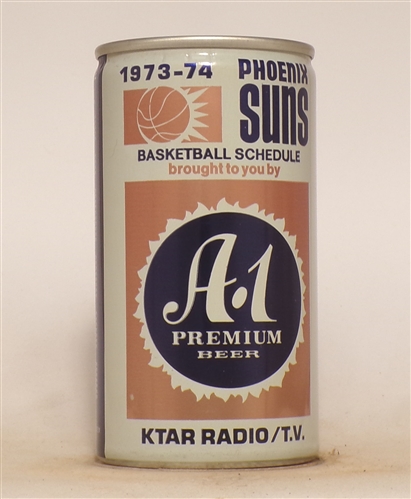 1973-74 PHOENIX
SUNS
BASKETBALL SCHEDULE
brought to you by
A·1
PREMIUM
BEER
KTAR RADIO/T.V.